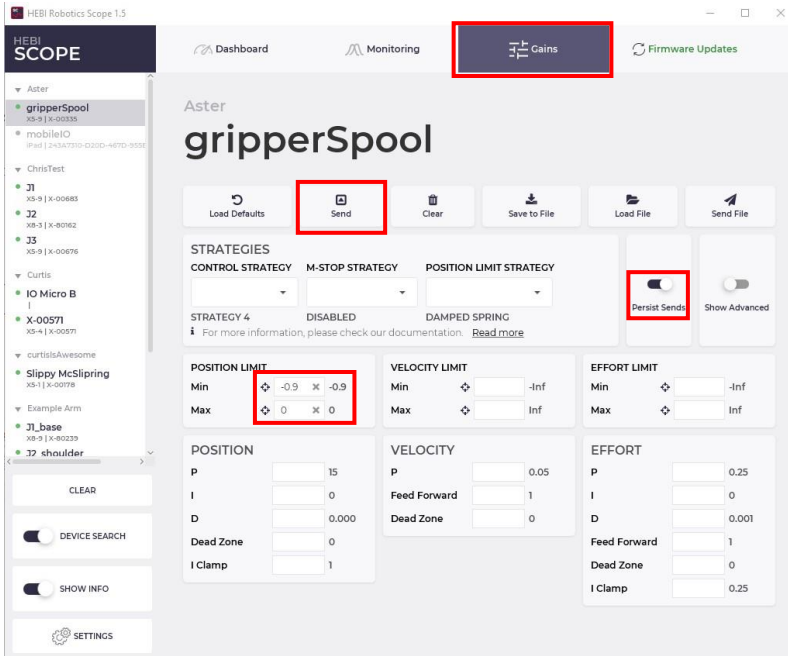 HEBI Robotics Scope 1.5
HEBI
SCOPE
Dashboard
Monitoring
Gains
Firmware Updates
Aster
gripperSpool
X5-9 | X-00335
mobileIO
iPad | 243A7310-D20D-467D-955E
ChrisTest
J1
X5-9 | X-00683
J2
X8-3 | X-80162
J3
X5-9 | X-00676
Curtis
IO Micro B
|
X-00571
X5-4 | X-00571
curtisIsAwesome
Slippy McSlipring
X5-1 | X-00178
Example Arm
J1_base
X8-9 | X-80239
J2_shoulder
CLEAR
DEVICE SEARCH
SHOW INFO
SETTINGS
Aster
gripperSpool
Load Defaults
Send
Clear
Save to File
Load File
Send File
STRATEGIES
CONTROL STRATEGY M-STOP STRATEGY POSITION LIMIT STRATEGY
STRATEGY 4 DISABLED DAMPED SPRING
i For more information, please check our documentation. Read more
Persist Sends
Show Advanced
POSITION LIMIT
Min -0.9 × -0.9
Max 0 × 0
VELOCITY LIMIT
Min -Inf
Max Inf
EFFORT LIMIT
Min -Inf
Max Inf
POSITION
P 15
I 0
D 0.000
Dead Zone 0
I Clamp 1
VELOCITY
P 0.05
Feed Forward 1
Dead Zone 0
EFFORT
P 0.25
I 0
D 0.001
Feed Forward 1
Dead Zone 0
I Clamp 0.25